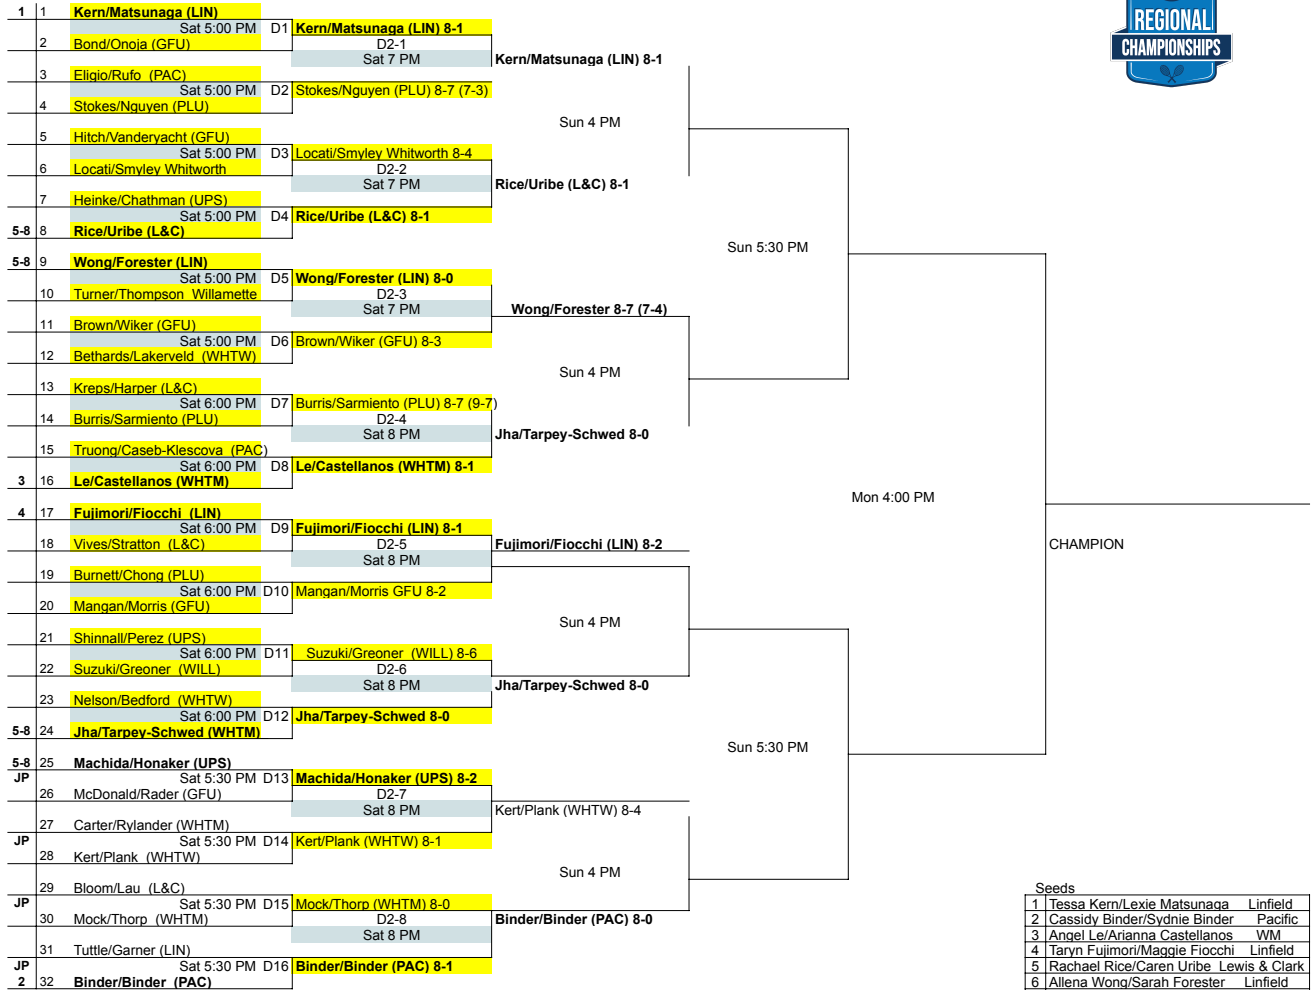 REGIONAL
CHAMPIONSHIPS
1 1 Kern/Matsunaga (LIN)
Sat 5:00 PM D1 Kern/Matsunaga (LIN) 8-1
2 Bond/Onoja (GFU) D2-1
Sat 7 PM Kern/Matsunaga (LIN) 8-1
3 Eligio/Rufo (PAC)
Sat 5:00 PM D2 Stokes/Nguyen (PLU) 8-7 (7-3)
4 Stokes/Nguyen (PLU)
Sun 4 PM
5 Hitch/Vanderyacht (GFU)
Sat 5:00 PM D3 Locati/Smyley Whitworth 8-4
6 Locati/Smyley Whitworth D2-2
Sat 7 PM Rice/Uribe (L&C) 8-1
7 Heinke/Chathman (UPS)
Sat 5:00 PM D4 Rice/Uribe (L&C) 8-1
5-8 8 Rice/Uribe (L&C)
Sun 5:30 PM
5-8 9 Wong/Forester (LIN)
Sat 5:00 PM D5 Wong/Forester (LIN) 8-0
10 Turner/Thompson Willamette D2-3
Sat 7 PM Wong/Forester 8-7 (7-4)
11 Brown/Wiker (GFU)
Sat 5:00 PM D6 Brown/Wiker (GFU) 8-3
12 Bethards/Lakerveld (WHTW)
Sun 4 PM
13 Kreps/Harper (L&C)
Sat 6:00 PM D7 Burris/Sarmiento (PLU) 8-7 (9-7)
14 Burris/Sarmiento (PLU) D2-4
Sat 8 PM Jha/Tarpey-Schwed 8-0
15 Truong/Caseb-Klescova (PAC)
Sat 6:00 PM D8 Le/Castellanos (WHTM) 8-1
3 16 Le/Castellanos (WHTM)
Mon 4:00 PM
4 17 Fujimori/Fiocchi (LIN)
Sat 6:00 PM D9 Fujimori/Fiocchi (LIN) 8-1
18 Vives/Stratton (L&C) D2-5 Fujimori/Fiocchi (LIN) 8-2 CHAMPION
Sat 8 PM
19 Burnett/Chong (PLU)
Sat 6:00 PM D10 Mangan/Morris GFU 8-2
20 Mangan/Morris (GFU)
Sun 4 PM
21 Shinnall/Perez (UPS)
Sat 6:00 PM D11 Suzuki/Greoner (WILL) 8-6
22 Suzuki/Greoner (WILL) D2-6
Sat 8 PM Jha/Tarpey-Schwed 8-0
23 Nelson/Bedford (WHTW)
Sat 6:00 PM D12 Jha/Tarpey-Schwed 8-0
5-8 24 Jha/Tarpey-Schwed (WHTM)
Sun 5:30 PM
5-8 25 Machida/Honaker (UPS)
JP Sat 5:30 PM D13 Machida/Honaker (UPS) 8-2
26 McDonald/Rader (GFU) D2-7
Sat 8 PM Kert/Plank (WHTW) 8-4
27 Carter/Rylander (WHTM)
JP Sat 5:30 PM D14 Kert/Plank (WHTW) 8-1
28 Kert/Plank (WHTW)
Sun 4 PM
29 Bloom/Lau (L&C)
JP Sat 5:30 PM D15 Mock/Thorp (WHTM) 8-0
30 Mock/Thorp (WHTM) D2-8 Binder/Binder (PAC) 8-0
Sat 8 PM
31 Tuttle/Garner (LIN)
JP Sat 5:30 PM D16 Binder/Binder (PAC) 8-1
2 32 Binder/Binder (PAC)
Seeds
1 Tessa Kern/Lexie Matsunaga Linfield
2 Cassidy Binder/Sydnie Binder Pacific
3 Angel Le/Arianna Castellanos WM
4 Taryn Fujimori/Maggie Fiocchi Linfield
5 Rachael Rice/Caren Uribe Lewis & Clark
6 Allena Wong/Sarah Forester Linfield